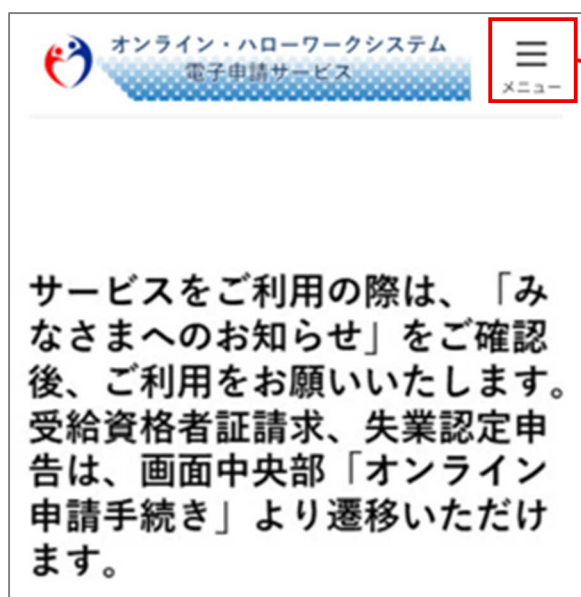 オンライン・ハローワークシステム
電子申請サービス
メニュー
サービスをご利用の際は、「み
なさまへのお知らせ」をご確認
後、ご利用をお願いいたします。
受給資格者証請求、失業認定申
告は、画面中央部「オンライン
申請手続き」より遷移いただけ
ます。